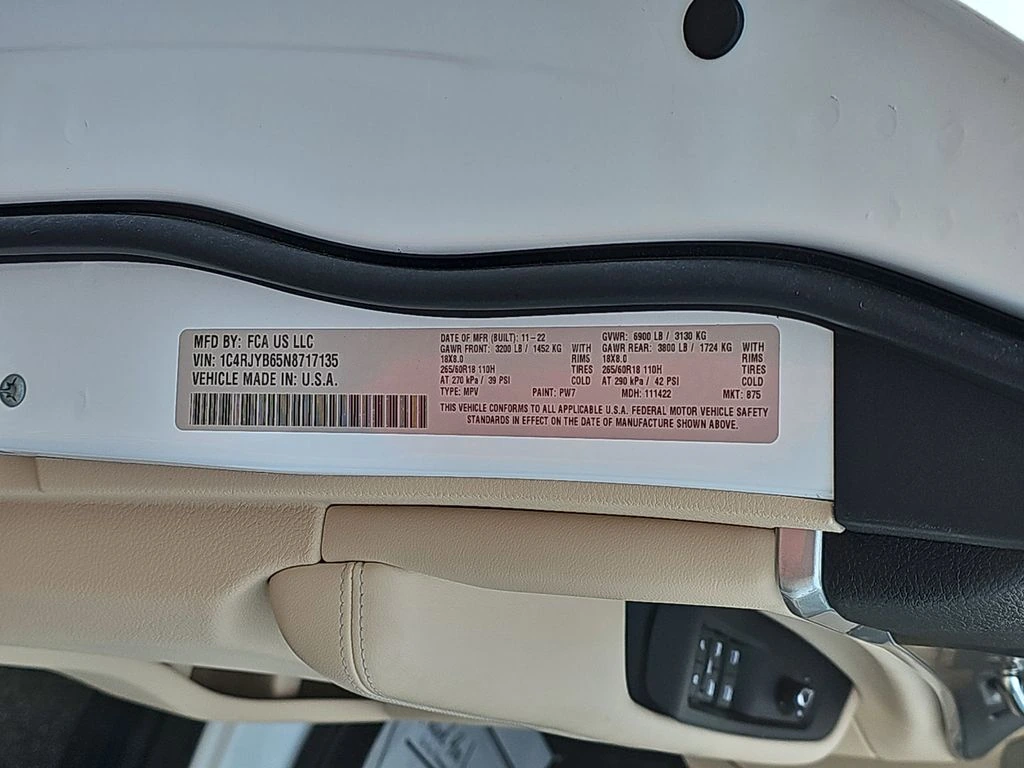 MFD BY: FCA US LLC
VIN: 1C4RJYB65N8717135
VEHICLE MADE IN: U.S.A.
DATE OF MFR (BUILT): 11-22
GAWR FRONT: 3200 LB / 1452 KG WITH
18X8.0 RIMS
265/60R18 110H TIRES
AT 270 kPa / 39 PSI COLD
GVWR: 6900 LB / 3130 KG
GAWR REAR: 3800 LB / 1724 KG WITH
18X8.0 RIMS
265/60R18 110H TIRES
AT 290 kPa / 42 PSI COLD
TYPE: MPV PAINT: PW7 MDH: 111422 MKT: 875
THIS VEHICLE CONFORMS TO ALL APPLICABLE U.S.A. FEDERAL MOTOR VEHICLE SAFETY
STANDARDS IN EFFECT ON THE DATE OF MANUFACTURE SHOWN ABOVE.